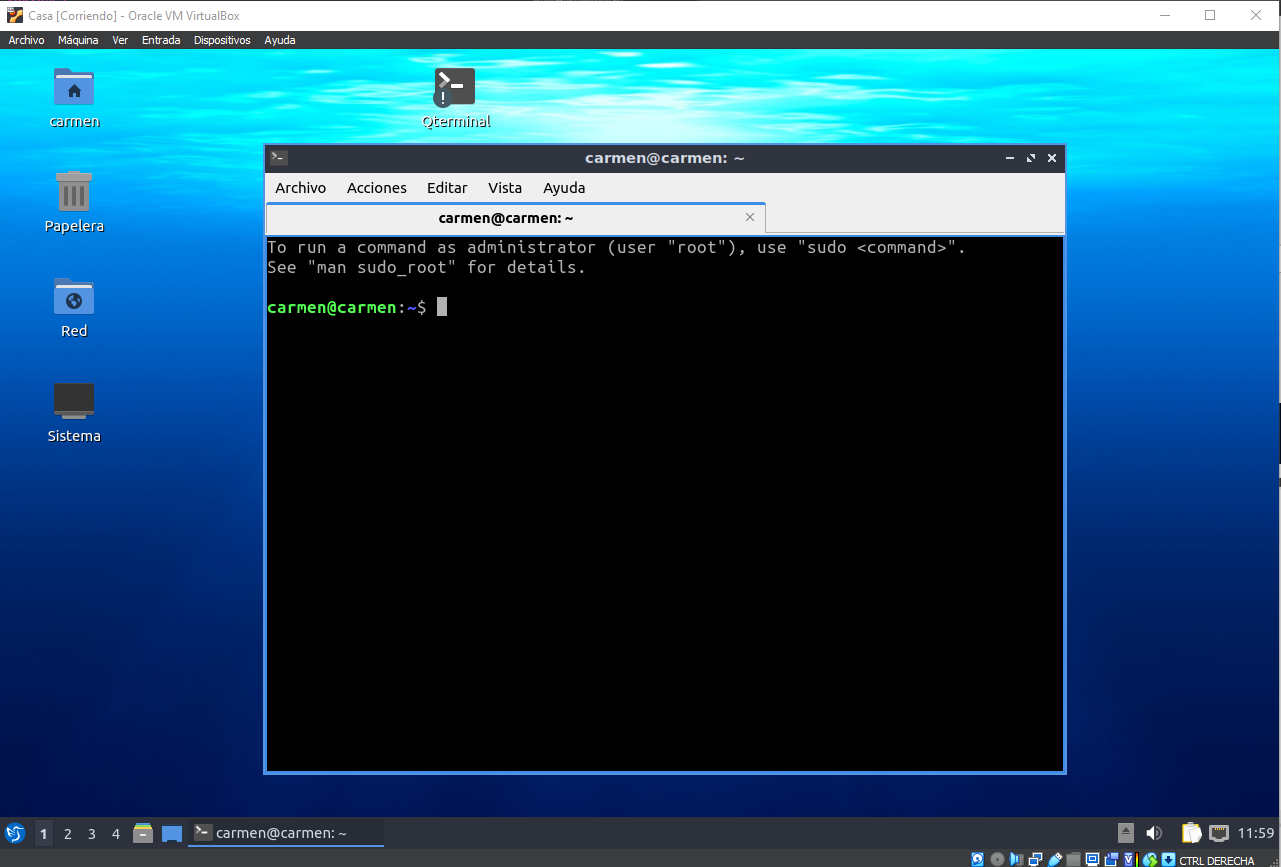 Casa [Corriendo] - Oracle VM VirtualBox
Archivo Máquina Ver Entrada Dispositivos Ayuda
carmen
Qterminal
Papelera
Red
Sistema
carmen@carmen: ~
Archivo Acciones Editar Vista Ayuda
carmen@carmen: ~
To run a command as administrator (user "root"), use "sudo <command>".
See "man sudo_root" for details.
carmen@carmen:~$
1 2 3 4 carmen@carmen: ~ 11:59
CTRL DERECHA